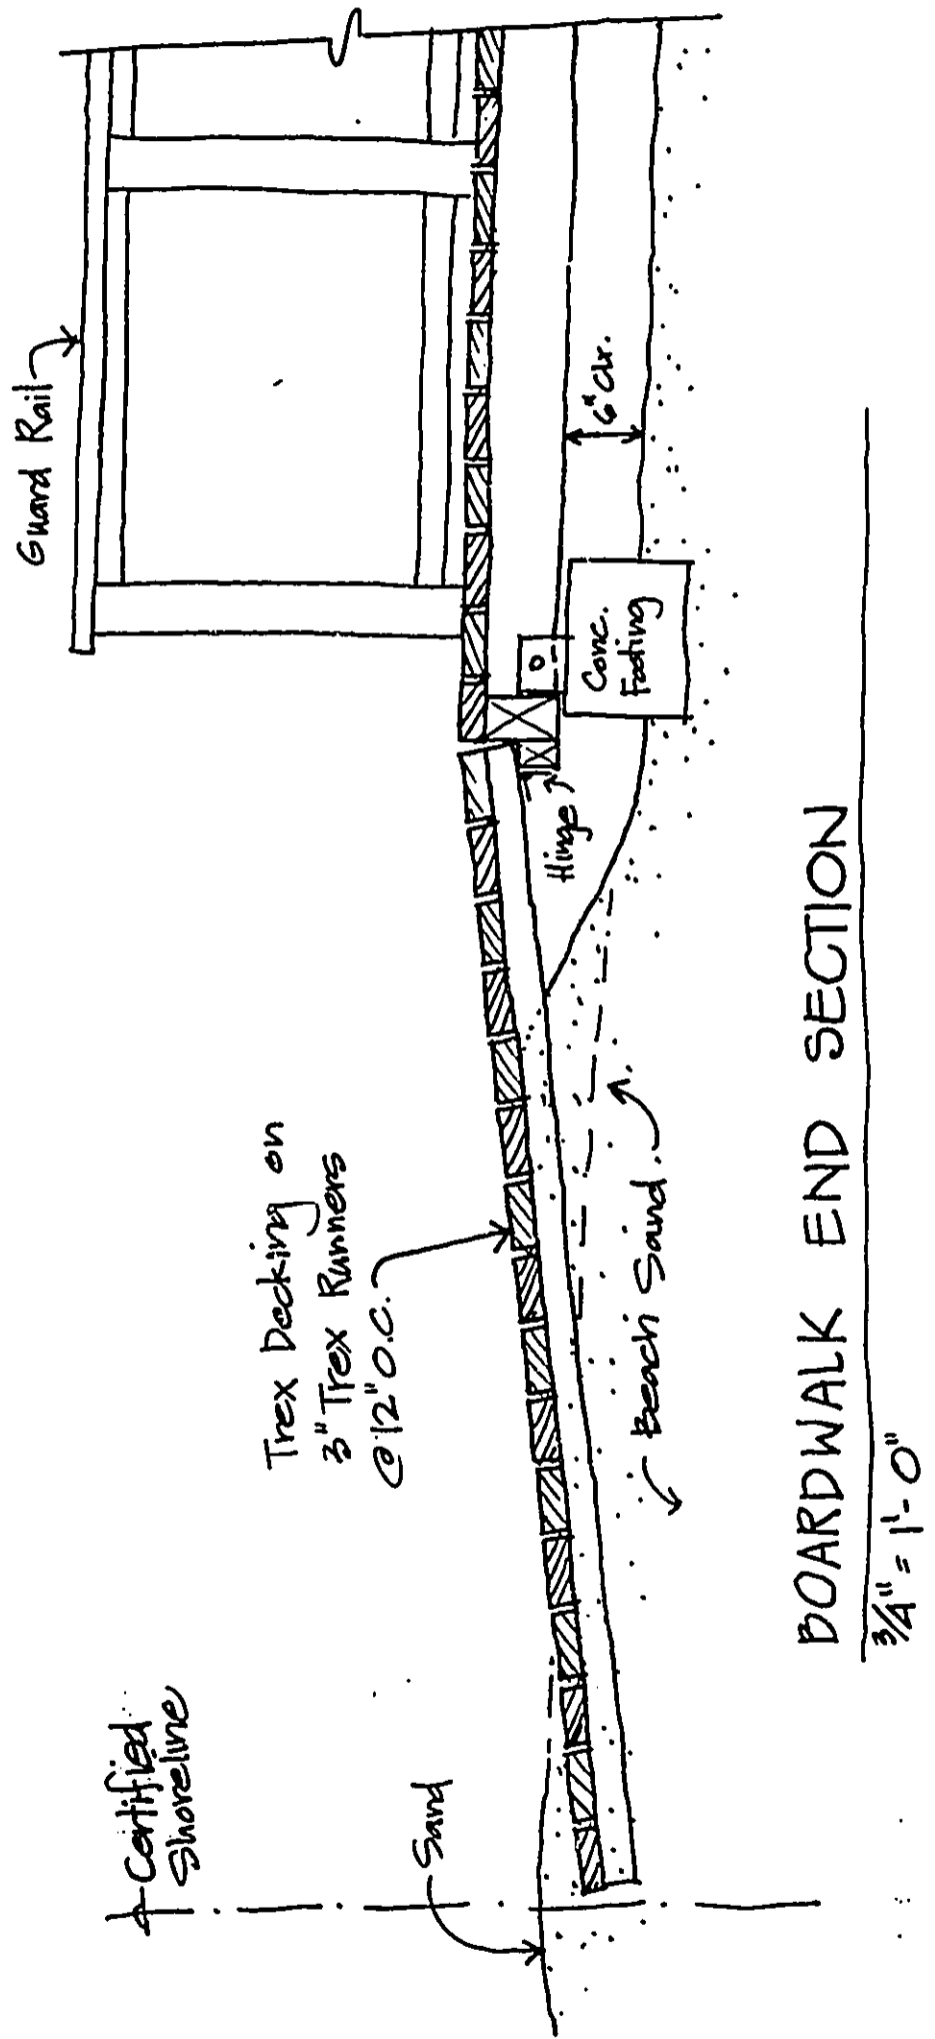 Guard Rail
Trex Decking on
3" Trex Runners
@ 12" O.C.
Certified
Shoreline
Sand
6" Clr.
Conc.
Footing
Hinge
Beach Sand
BOARDWALK END SECTION
3/4" = 1'-0"